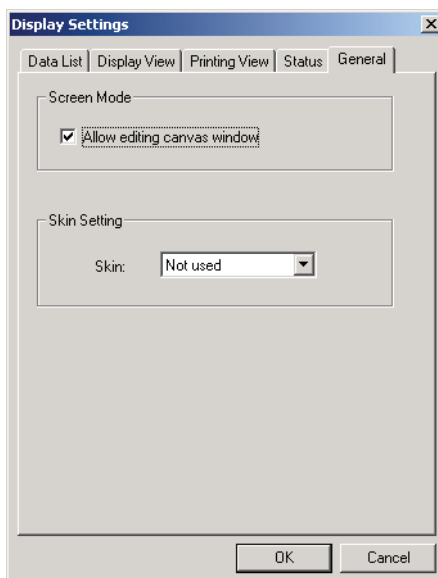 Display Settings
Data List Display View Printing View Status General
Screen Mode
Allow editing canvas window
Skin Setting
Skin: Not used
OK Cancel